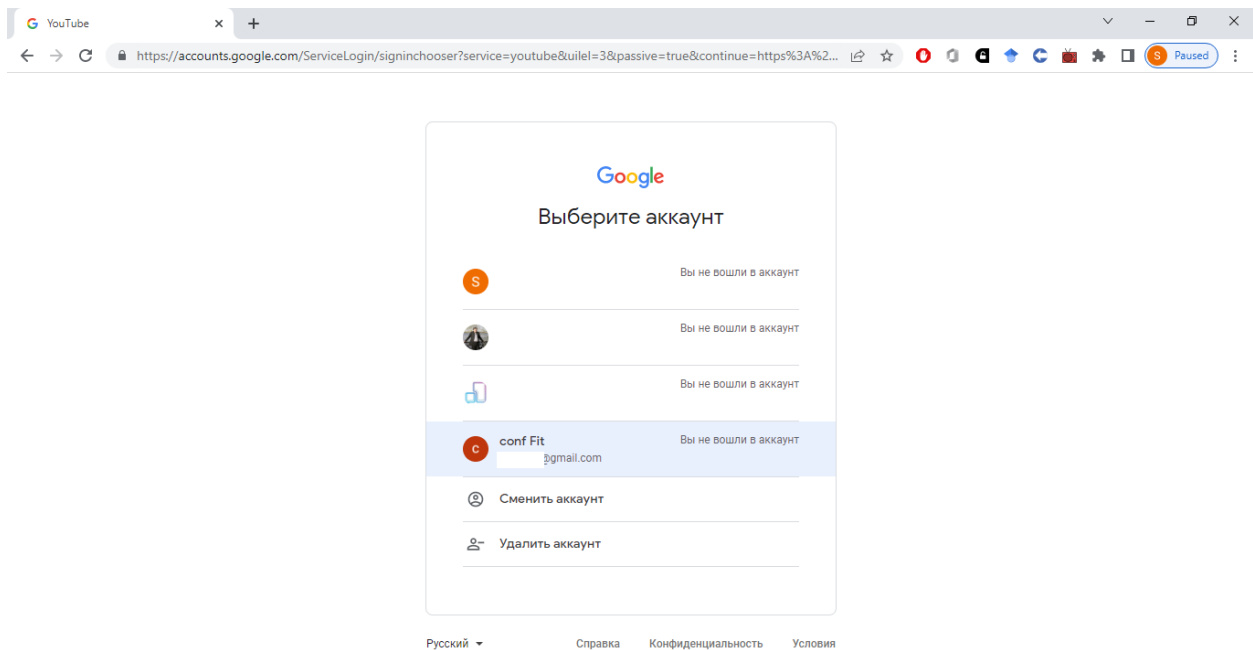 YouTube
https://accounts.google.com/ServiceLogin/signinchooser?service=youtube&uilel=3&passive=true&continue=https%3A%2...
S Paused
Google
Выберите аккаунт
S Вы не вошли в аккаунт
Вы не вошли в аккаунт
Вы не вошли в аккаунт
C conf Fit Вы не вошли в аккаунт
@gmail.com
Сменить аккаунт
Удалить аккаунт
Русский Справка Конфиденциальность Условия